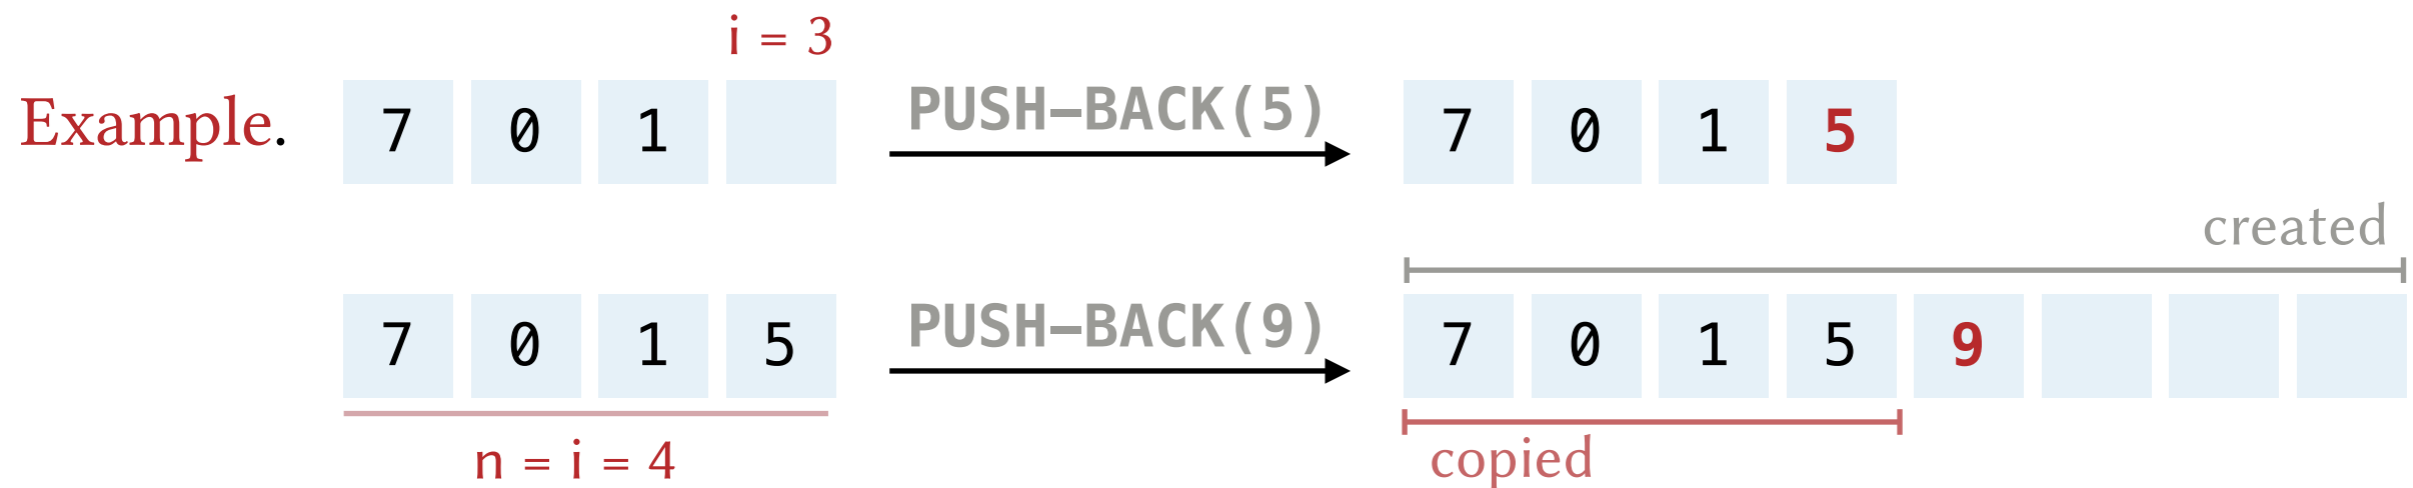 i = 3
Example. 7 0 1 PUSH–BACK(5) 7 0 1 5
created
7 0 1 5 PUSH–BACK(9) 7 0 1 5 9
n = i = 4 copied